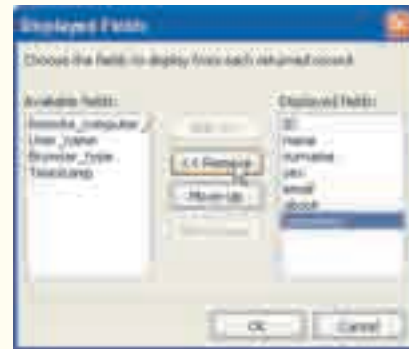 Displayed Fields
Choose the fields to display from each returned record.
Available fields:
Remote_computer_
User_name
Browser_type
Timestamp
<< Remove
Move Up
Displayed fields:
ID
name
surname
sex
email
about
OK
Cancel